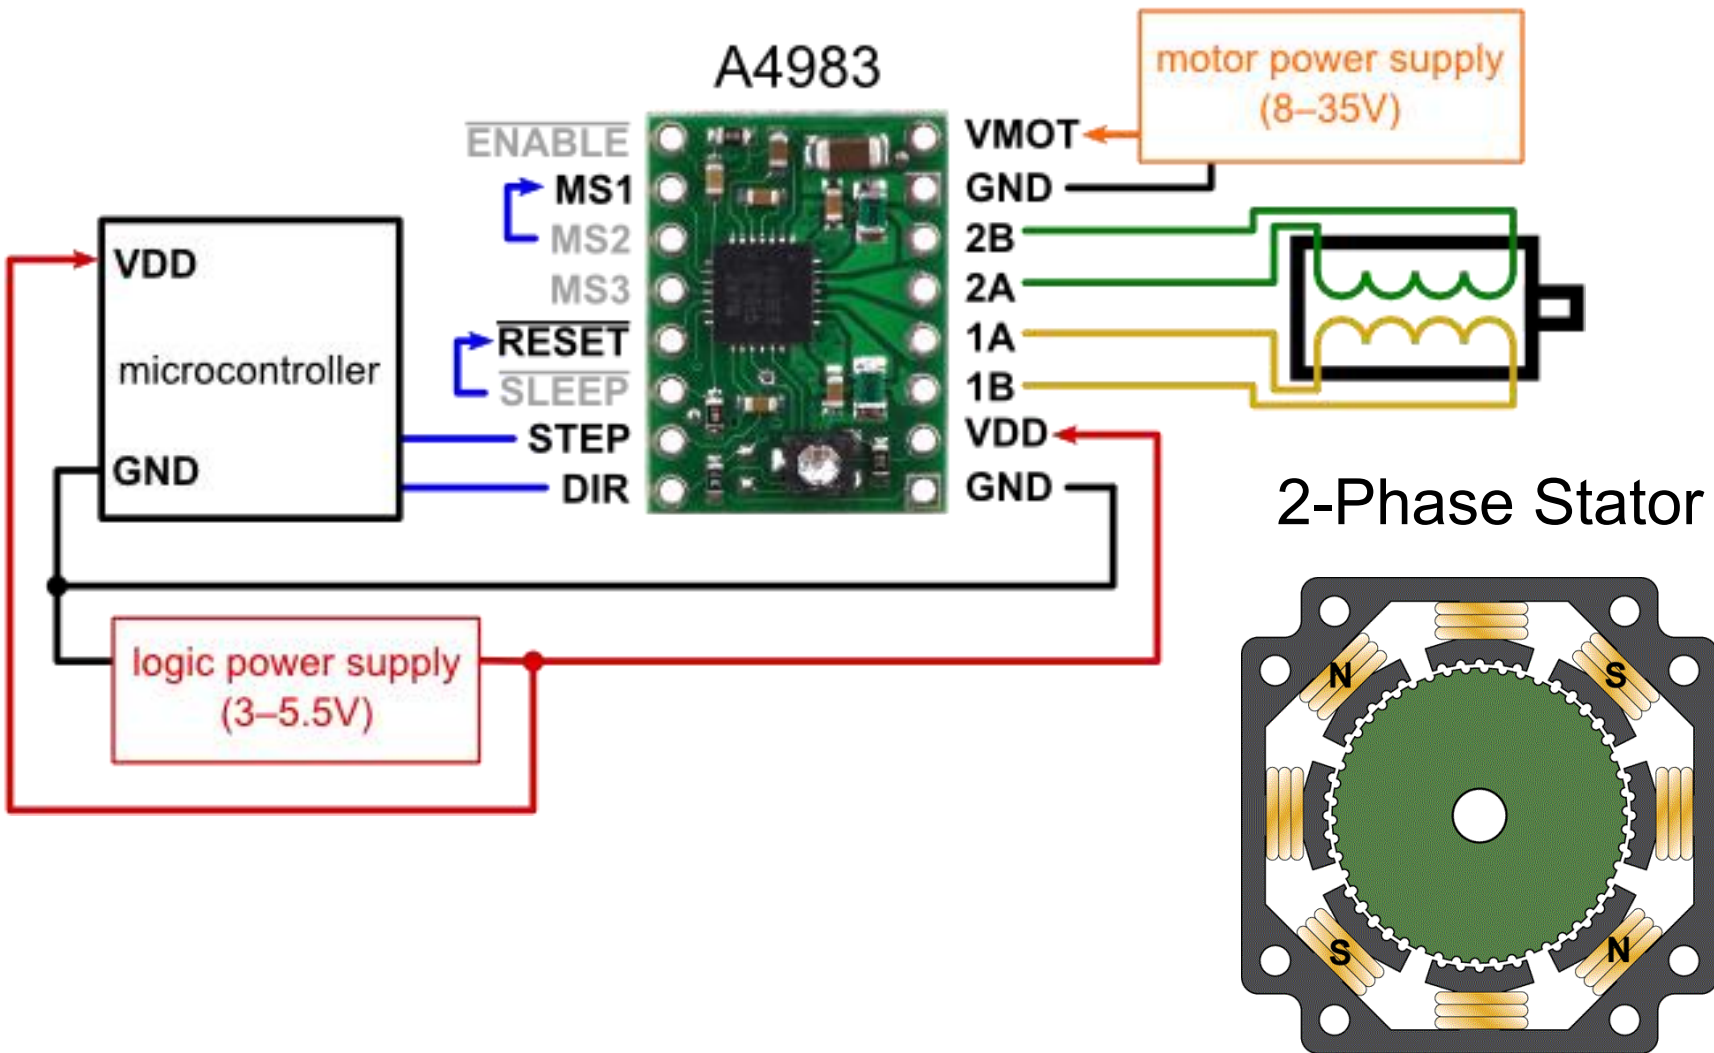 A4983
motor power supply
(8–35V)
ENABLE
MS1
MS2
MS3
RESET
SLEEP
STEP
DIR
VMOT
GND
2B
2A
1A
1B
VDD
GND
VDD
microcontroller
GND
logic power supply
(3–5.5V)
2-Phase Stator
N
S
S
N